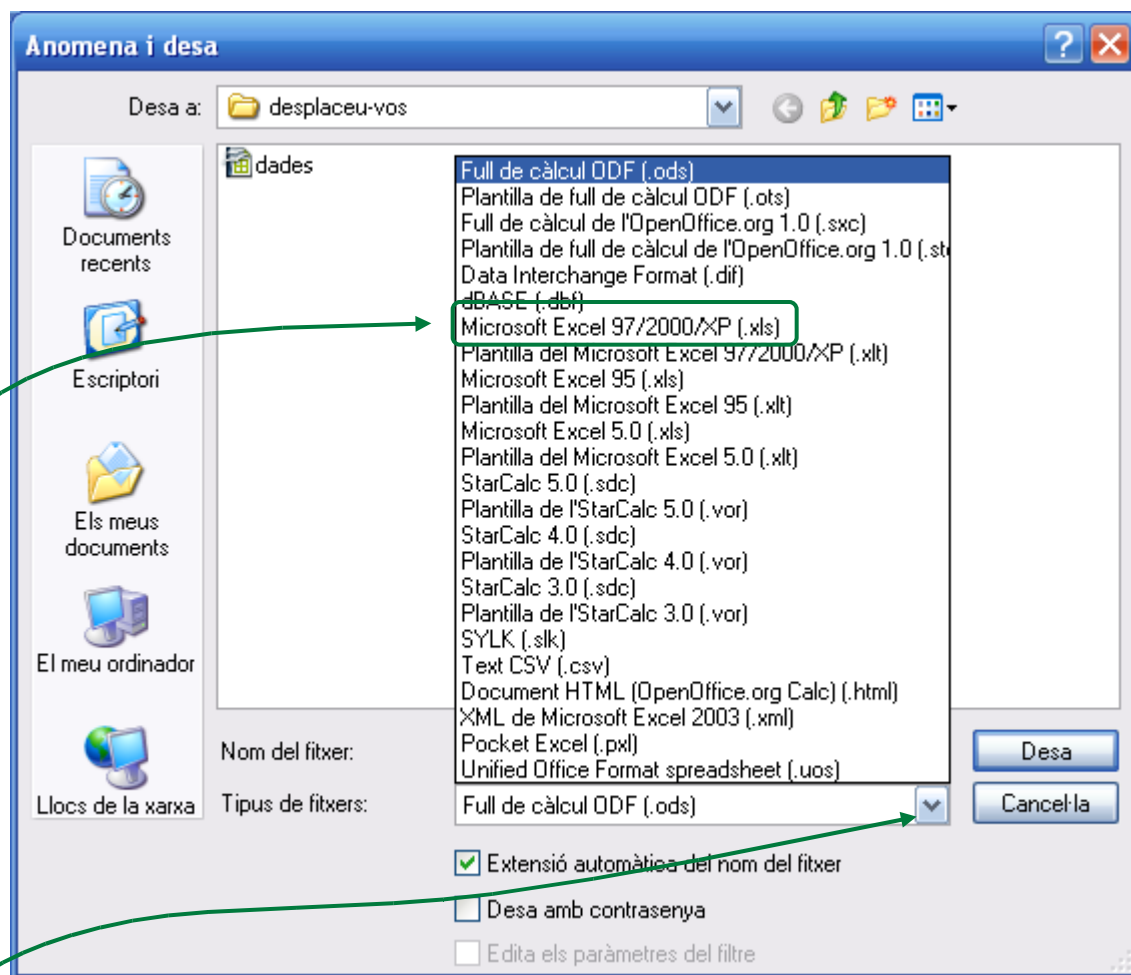 Anomena i desa
Desa a:
desplaceu-vos
dades
Documents
recents
Escriptori
Els meus
documents
El meu ordinador
Llocs de la xarxa
Full de càlcul ODF (.ods)
Plantilla de full de càlcul ODF (.ots)
Full de càlcul de l'OpenOffice.org 1.0 (.sxc)
Plantilla de full de càlcul de l'OpenOffice.org 1.0 (.st
Data Interchange Format (.dif)
dBASE (.dbf)
Microsoft Excel 97/2000/XP (.xls)
Plantilla del Microsoft Excel 97/2000/XP (.xlt)
Microsoft Excel 95 (.xls)
Plantilla del Microsoft Excel 95 (.xlt)
Microsoft Excel 5.0 (.xls)
Plantilla del Microsoft Excel 5.0 (.xlt)
StarCalc 5.0 (.sdc)
Plantilla de l'StarCalc 5.0 (.vor)
StarCalc 4.0 (.sdc)
Plantilla de l'StarCalc 4.0 (.vor)
StarCalc 3.0 (.sdc)
Plantilla de l'StarCalc 3.0 (.vor)
SYLK (.slk)
Text CSV (.csv)
Document HTML (OpenOffice.org Calc) (.html)
XML de Microsoft Excel 2003 (.xml)
Pocket Excel (.pxl)
Unified Office Format spreadsheet (.uos)
Nom del fitxer:
Desa
Tipus de fitxers:
Full de càlcul ODF (.ods)
Cancel·la
Extensió automàtica del nom del fitxer
Desa amb contrasenya
Edita els paràmetres del filtre